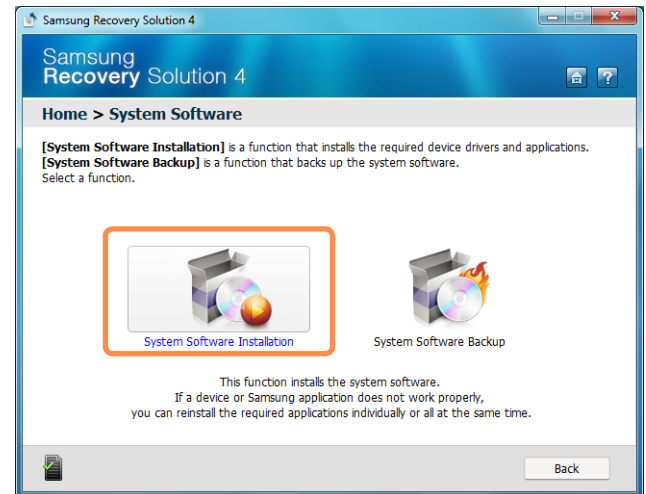 Samsung Recovery Solution 4
Samsung
Recovery Solution 4
?
Home > System Software
[System Software Installation] is a function that installs the required device drivers and applications.
[System Software Backup] is a function that backs up the system software.
Select a function.
System Software Installation
System Software Backup
This function installs the system software.
If a device or Samsung application does not work properly,
you can reinstall the required applications individually or all at the same time.
Back